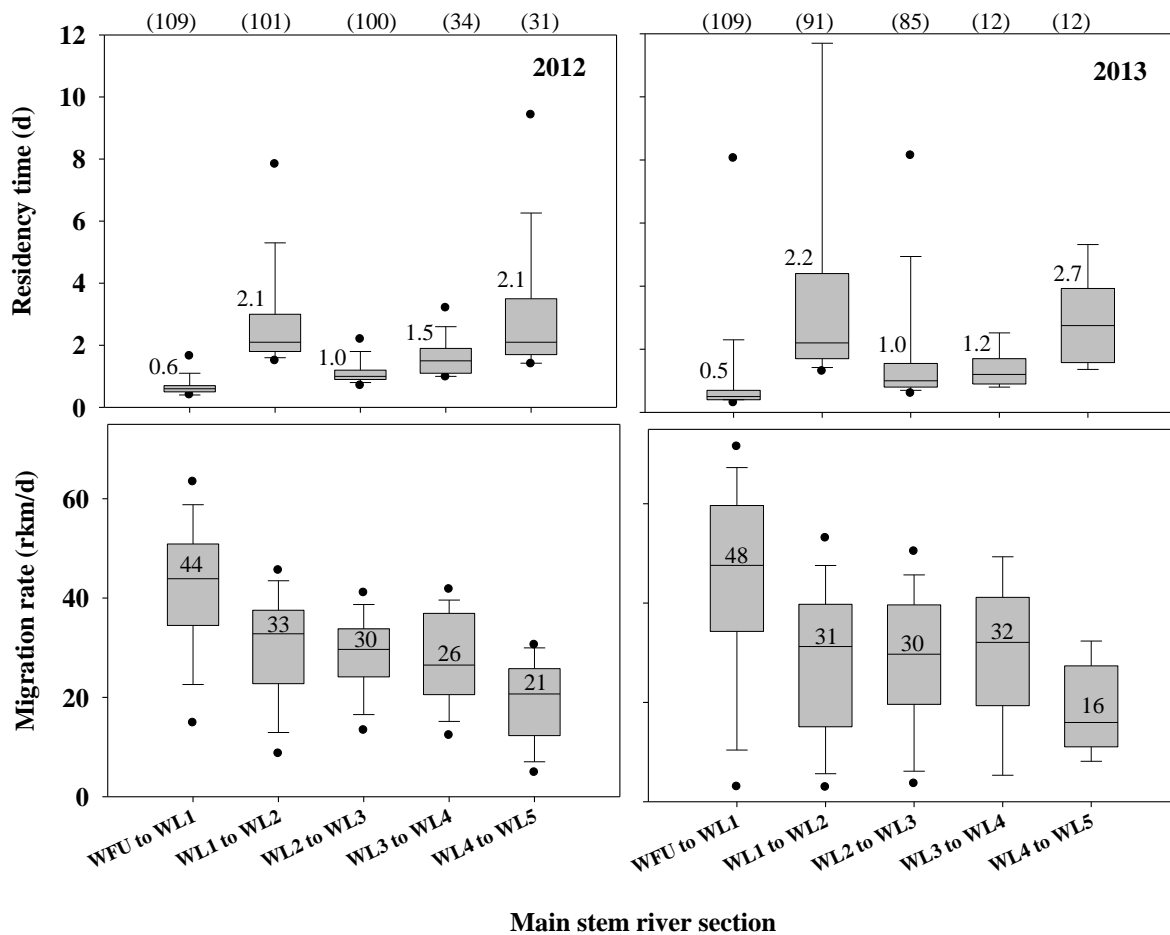 (109) (101) (100) (34) (31) (109) (91) (85) (12) (12)
12
2012
2013
10
8
6
4
2
0
Residency time (d)
0.6
2.1
1.0
1.5
2.1
0.5
2.2
1.0
1.2
2.7
60
40
20
0
Migration rate (rkm/d)
44
33
30
26
21
48
31
30
32
16
WFU to WL1
WL1 to WL2
WL2 to WL3
WL3 to WL4
WL4 to WL5
WFU to WL1
WL1 to WL2
WL2 to WL3
WL3 to WL4
WL4 to WL5
Main stem river section